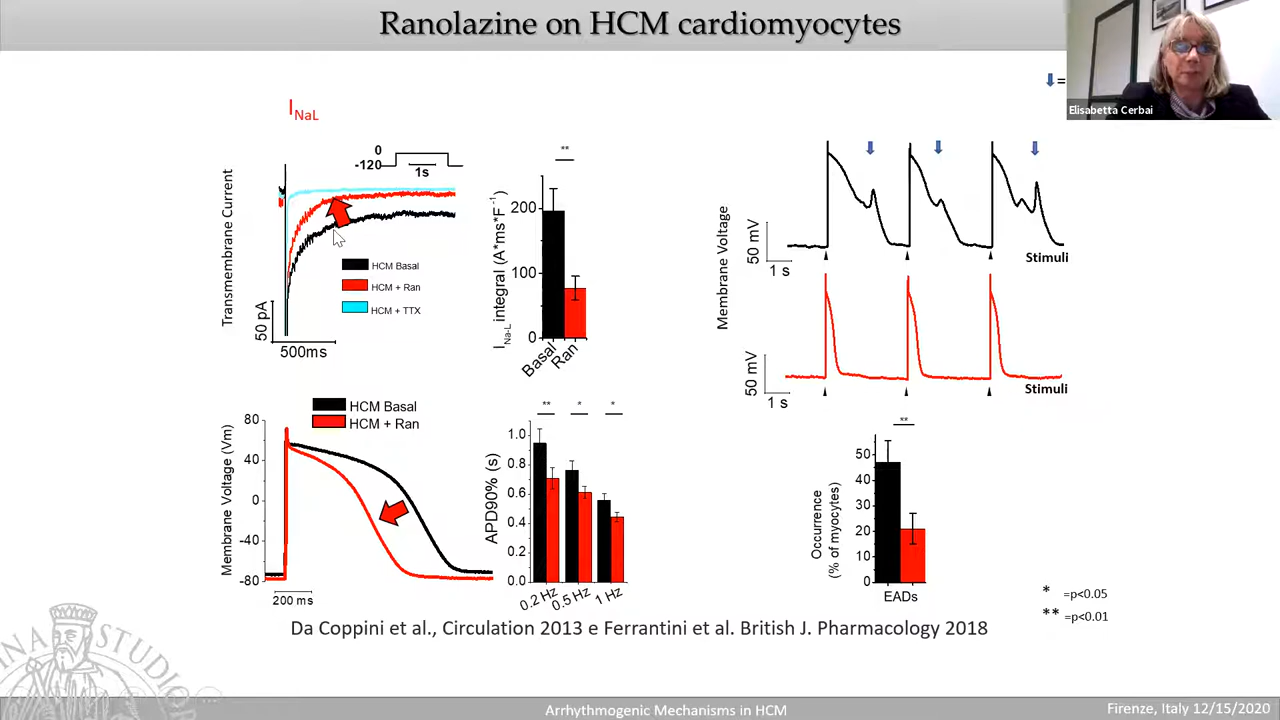 Ranolazine on HCM cardiomyocytes
Elisabetta Cerbai
=
I NaL
0
-120
1s
Transmembrane Current
HCM Basal
HCM + Ran
HCM + TTX
50 pA
500ms
**
I Na-L integral (A*ms*F⁻¹)
200
100
0
Basal
Ran
Membrane Voltage
50 mV
1 s
Stimuli
50 mV
1 s
Stimuli
HCM Basal
HCM + Ran
Membrane Voltage (Vm)
80
40
0
-40
-80
200 ms
** * *
APD90% (s)
1.0
0.8
0.6
0.4
0.2
0.0
0.2 Hz
0.5 Hz
1 Hz
**
Occurrence
(% of myocytes)
50
40
30
20
10
0
EADs
* =p<0.05
** =p<0.01
Da Coppini et al., Circulation 2013 e Ferrantini et al. British J. Pharmacology 2018
Arrhythmogenic Mechanisms in HCM
Firenze, Italy 12/15/2020